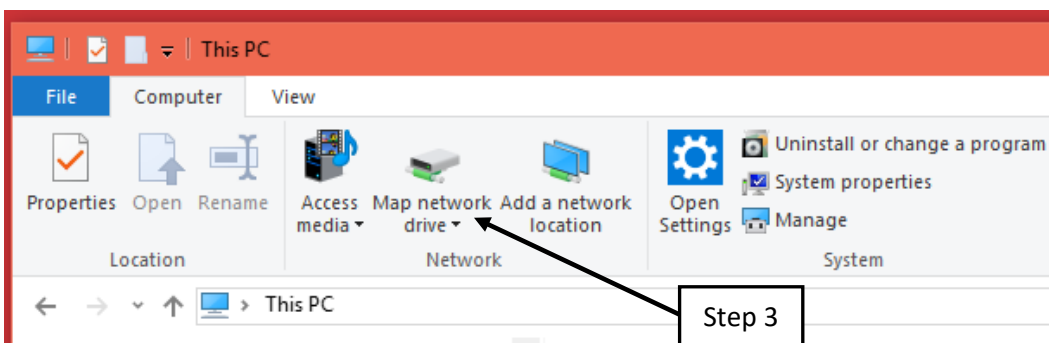 This PC
File Computer View
Uninstall or change a program
System properties
Properties Open Rename Access media Map network drive Add a network location Open Settings Manage
Location Network System
This PC
Step 3